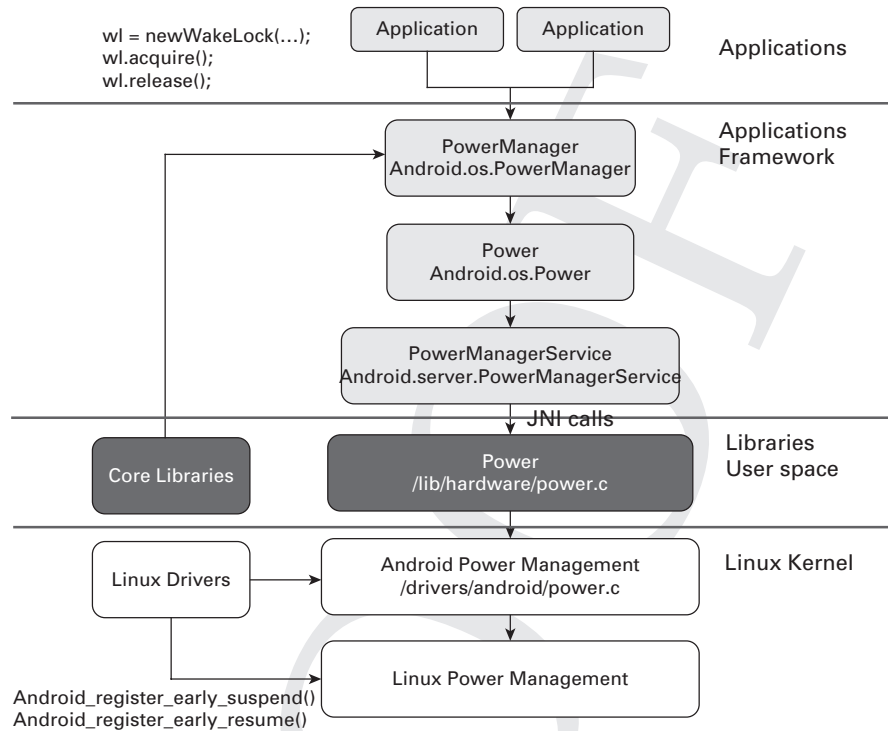 wl = newWakeLock(...);
wl.acquire();
wl.release();
Application
Application
Applications
PowerManager
Android.os.PowerManager
Applications
Framework
Power
Android.os.Power
PowerManagerService
Android.server.PowerManagerService
JNI calls
Core Libraries
Power
/lib/hardware/power.c
Libraries
User space
Linux Drivers
Android Power Management
/drivers/android/power.c
Linux Kernel
Linux Power Management
Android_register_early_suspend()
Android_register_early_resume()